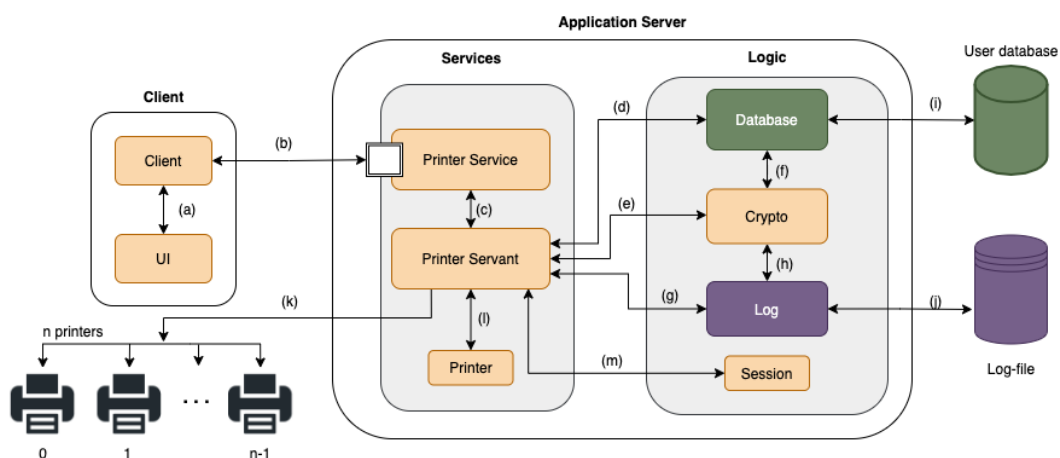 Application Server
Services
Logic
User database
Client
Client
(a)
UI
(b)
Printer Service
(c)
Printer Servant
(d)
(e)
Database
(f)
Crypto
(h)
(g)
Log
(i)
(j)
Log-file
(k)
n printers
(l)
Printer
(m)
Session
0
1
. . .
n-1